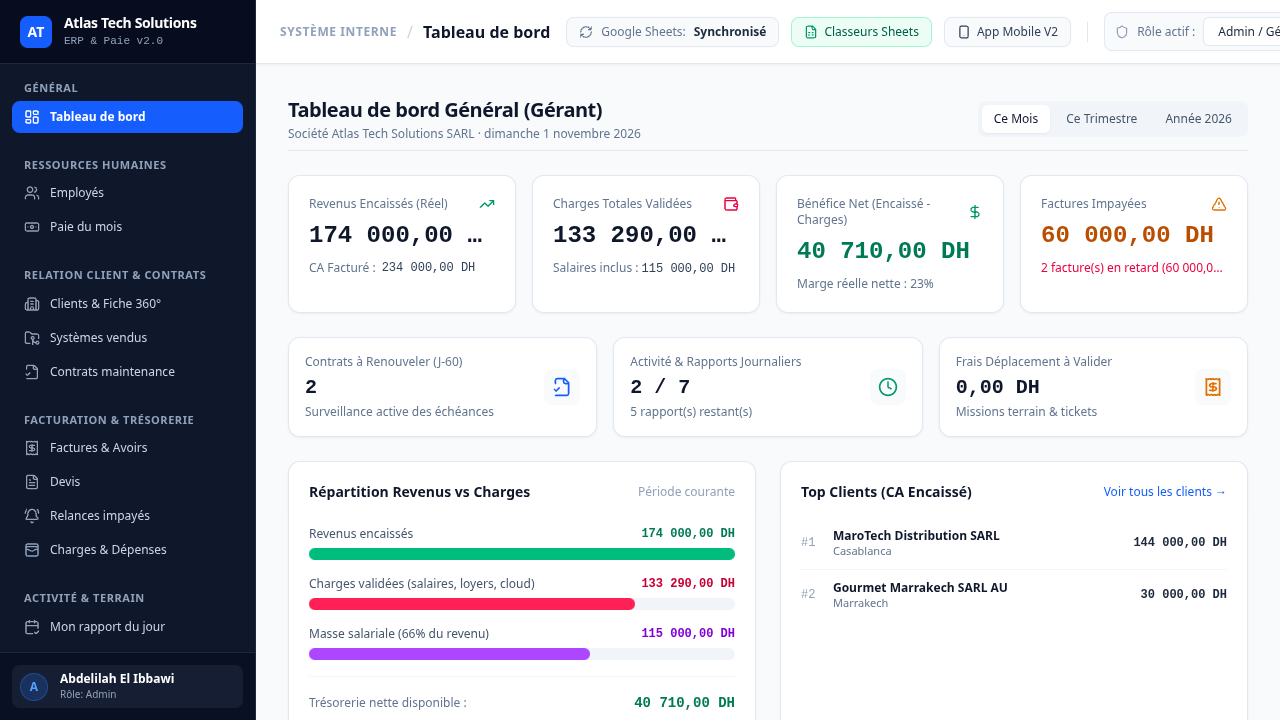 AT
Atlas Tech Solutions
ERP & Paie v2.0
GÉNÉRAL
Tableau de bord
RESSOURCES HUMAINES
Employés
Paie du mois
RELATION CLIENT & CONTRATS
Clients & Fiche 360°
Systèmes vendus
Contrats maintenance
FACTURATION & TRÉSORERIE
Factures & Avoirs
Devis
Relances impayés
Charges & Dépenses
ACTIVITÉ & TERRAIN
Mon rapport du jour
A
Abdelilah El Ibbawi
Rôle: Admin
SYSTÈME INTERNE / Tableau de bord
Google Sheets: Synchronisé
Classeurs Sheets
App Mobile V2
Rôle actif :
Admin / Gé
Tableau de bord Général (Gérant)
Société Atlas Tech Solutions SARL · dimanche 1 novembre 2026
Ce Mois
Ce Trimestre
Année 2026
Revenus Encaissés (Réel)
174 000,00 …
CA Facturé : 234 000,00 DH
Charges Totales Validées
133 290,00 …
Salaires inclus : 115 000,00 DH
Bénéfice Net (Encaissé -
Charges)
40 710,00 DH
Marge réelle nette : 23%
Factures Impayées
60 000,00 DH
2 facture(s) en retard (60 000,0…
Contrats à Renouveler (J-60)
2
Surveillance active des échéances
Activité & Rapports Journaliers
2 / 7
5 rapport(s) restant(s)
Frais Déplacement à Valider
0,00 DH
Missions terrain & tickets
Répartition Revenus vs Charges
Période courante
Revenus encaissés
174 000,00 DH
Charges validées (salaires, loyers, cloud)
133 290,00 DH
Masse salariale (66% du revenu)
115 000,00 DH
Trésorerie nette disponible :
40 710,00 DH
Top Clients (CA Encaissé)
Voir tous les clients →
#1
MaroTech Distribution SARL
Casablanca
144 000,00 DH
#2
Gourmet Marrakech SARL AU
Marrakech
30 000,00 DH